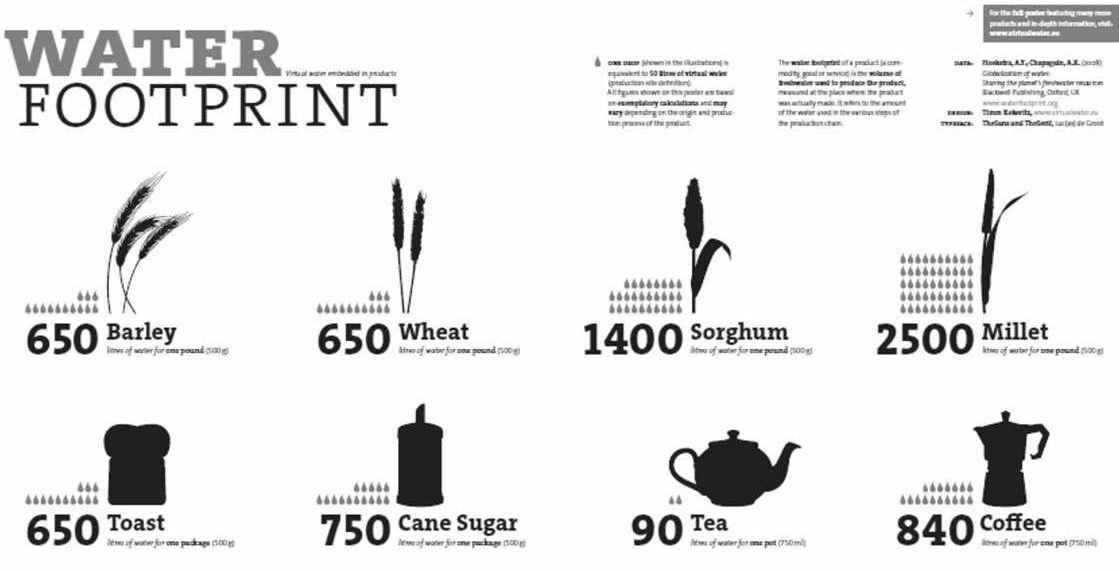 WATER
Virtual water embedded in products
FOOTPRINT
ONE DROP (shown in the illustrations) is
equivalent to 50 litres of virtual water
(production site definition).
All figures shown on this poster are based
on exemplatory calculations and may
vary depending on the origin and produc-
tion process of the product.
The water footprint of a product (a com-
modity, good or service) is the volume of
freshwater used to produce the product,
measured at the place where the product
was actually made. It refers to the amount
of the water used in the various steps of
the production chain.
→ For the full poster featuring many more
products and in-depth information, visit:
www.virtualwater.eu
DATA: Hoekstra, A.Y., Chapagain, A.K. (2008)
Globalization of water:
Sharing the planet's freshwater resources
Blackwell Publishing, Oxford, UK
www.waterfootprint.org
DESIGN: Timm Kekeritz, www.virtualwater.eu
TYPEFACE: TheSans and TheSerif, Luc(as) de Groot
650 Barley
litres of water for one pound (500 g)
650 Wheat
litres of water for one pound (500 g)
1400 Sorghum
litres of water for one pound (500 g)
2500 Millet
litres of water for one pound (500 g)
650 Toast
litres of water for one package (500 g)
750 Cane Sugar
litres of water for one package (500 g)
90 Tea
litres of water for one pot (750 ml)
840 Coffee
litres of water for one pot (750 ml)